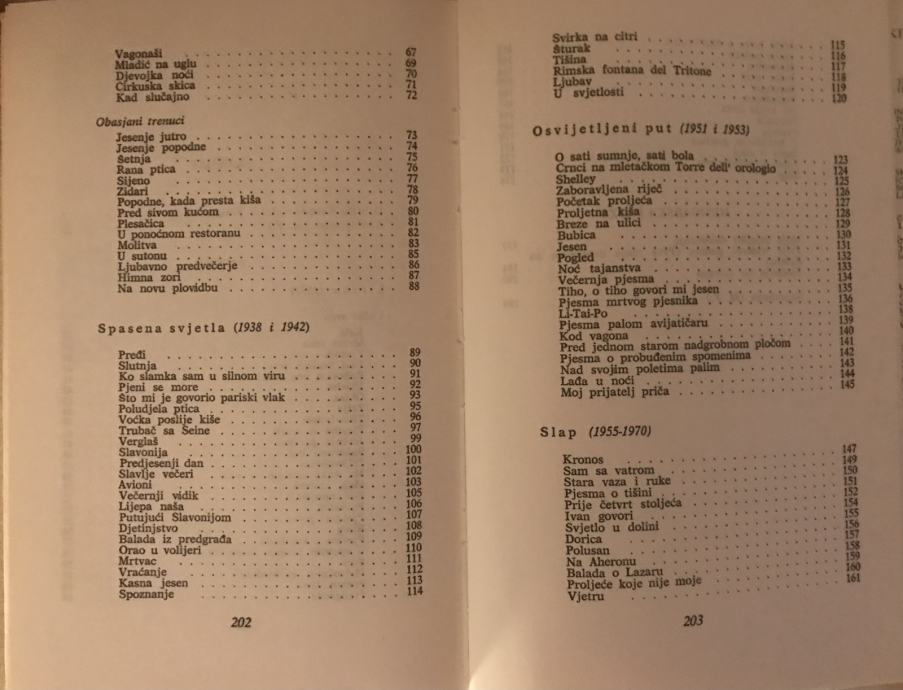 Vagonaši . . . . . . . . . . . . . . 67
Mladić na uglu . . . . . . . . . . . . 69
Djevojka noći . . . . . . . . . . . . 70
Cirkuska skica . . . . . . . . . . . . 71
Kad slučajno . . . . . . . . . . . . 72
Obasjani trenuci
Jesenje jutro . . . . . . . . . . . . 73
Jesenje popodne . . . . . . . . . . . 74
Šetnja . . . . . . . . . . . . . . 75
Rana ptica . . . . . . . . . . . . . 76
Sijeno . . . . . . . . . . . . . . 77
Zidari . . . . . . . . . . . . . . 78
Popodne, kada presta kiša . . . . . . . . 79
Pred sivom kućom . . . . . . . . . . 80
Plesačica . . . . . . . . . . . . . 81
U ponoćnom restoranu . . . . . . . . . 82
Molitva . . . . . . . . . . . . . . 83
U sutonu . . . . . . . . . . . . . 85
Ljubavno predvečerje . . . . . . . . . 86
Himna zori . . . . . . . . . . . . . 87
Na novu plovidbu . . . . . . . . . . 88
Spasena svjetla (1938 i 1942)
Pređi . . . . . . . . . . . . . . 89
Slutnja . . . . . . . . . . . . . . 90
Ko slamka sam u silnom viru . . . . . . . 91
Pjeni se more . . . . . . . . . . . . 92
Što mi je govorio pariski vlak . . . . . . . 93
Poludjela ptica . . . . . . . . . . . 95
Voćka poslije kiše . . . . . . . . . . 96
Trubač sa Seine . . . . . . . . . . . 97
Verglaš . . . . . . . . . . . . . . 99
Slavonija . . . . . . . . . . . . . 100
Predjesenji dan . . . . . . . . . . . 101
Slavlje večeri . . . . . . . . . . . . 102
Avioni . . . . . . . . . . . . . . 103
Večernji vidik . . . . . . . . . . . . 105
Lijepa naša . . . . . . . . . . . . 106
Putujući Slavonijom . . . . . . . . . . 107
Djetinjstvo . . . . . . . . . . . . . 108
Balada iz predgrađa . . . . . . . . . . 109
Orao u volijeri . . . . . . . . . . . . 110
Mrtvac . . . . . . . . . . . . . . 111
Vraćanje . . . . . . . . . . . . . 112
Kasna jesen . . . . . . . . . . . . 113
Spoznanje . . . . . . . . . . . . . 114
202
Svirka na citri . . . . . . . . . . . . 115
Šturak . . . . . . . . . . . . . . 116
Tišina . . . . . . . . . . . . . . 117
Rimska fontana del Tritone . . . . . . . . 118
Ljubav . . . . . . . . . . . . . . 119
U svjetlosti . . . . . . . . . . . . . 120
Osvijetljeni put (1951 i 1953)
O sati sumnje, sati bola . . . . . . . . . 123
Crnci na mletačkom Torre dell' orologio . . . . . 124
Shelley . . . . . . . . . . . . . . 125
Zaboravljena riječ . . . . . . . . . . . 126
Početak proljeća . . . . . . . . . . . 127
Proljetna kiša . . . . . . . . . . . . 128
Breze na ulici . . . . . . . . . . . . 129
Bubica . . . . . . . . . . . . . . 130
Jesen . . . . . . . . . . . . . . 131
Pogled . . . . . . . . . . . . . . 132
Noć tajanstva . . . . . . . . . . . . 133
Večernja pjesma . . . . . . . . . . . 134
Tiho, o tiho govori mi jesen . . . . . . . . 135
Pjesma mrtvog pjesnika . . . . . . . . . 136
Li-Tai-Po . . . . . . . . . . . . . 138
Pjesma palom avijatičaru . . . . . . . . . 139
Kod vagona . . . . . . . . . . . . . 140
Pred jednom starom nadgrobnom pločom . . . . 141
Pjesma o probuđenim spomenima . . . . . . 142
Nad svojim poletima palim . . . . . . . . 143
Lađa u noći . . . . . . . . . . . . . 144
Moj prijatelj priča . . . . . . . . . . . 145
Slap (1955-1970)
Kronos . . . . . . . . . . . . . . 147
Sam sa vatrom . . . . . . . . . . . . 149
Stara vaza i ruke . . . . . . . . . . . 150
Pjesma o tišini . . . . . . . . . . . . 151
Prije četvrt stoljeća . . . . . . . . . . 152
Ivan govori . . . . . . . . . . . . . 154
Svjetlo u dolini . . . . . . . . . . . . 155
Dorica . . . . . . . . . . . . . . 156
Polusan . . . . . . . . . . . . . . 157
Na Aheronu . . . . . . . . . . . . . 158
Balada o Lazaru . . . . . . . . . . . 159
Proljeće koje nije moje . . . . . . . . . 160
Vjetru . . . . . . . . . . . . . . 161
203